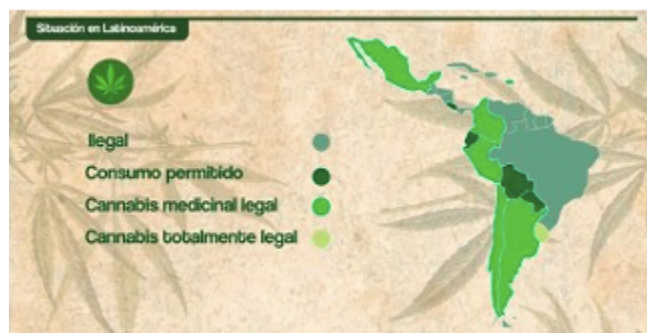 Situación en Latinoamérica
Ilegal
Consumo permitido
Cannabis medicinal legal
Cannabis totalmente legal